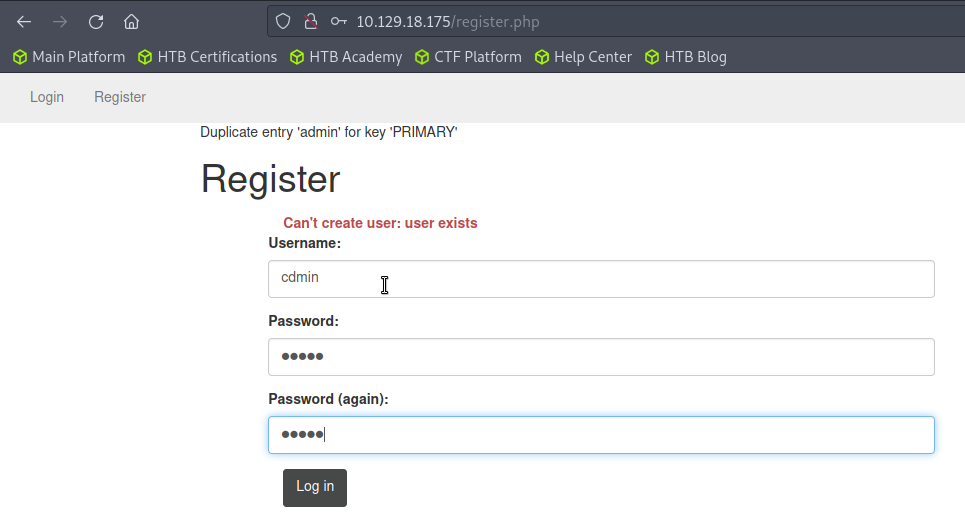 10.129.18.175/register.php
Main Platform HTB Certifications HTB Academy CTF Platform Help Center HTB Blog
Login Register
Duplicate entry 'admin' for key 'PRIMARY'
Register
Can't create user: user exists
Username:
cdmin
Password:
●●●●●
Password (again):
●●●●●
Log in